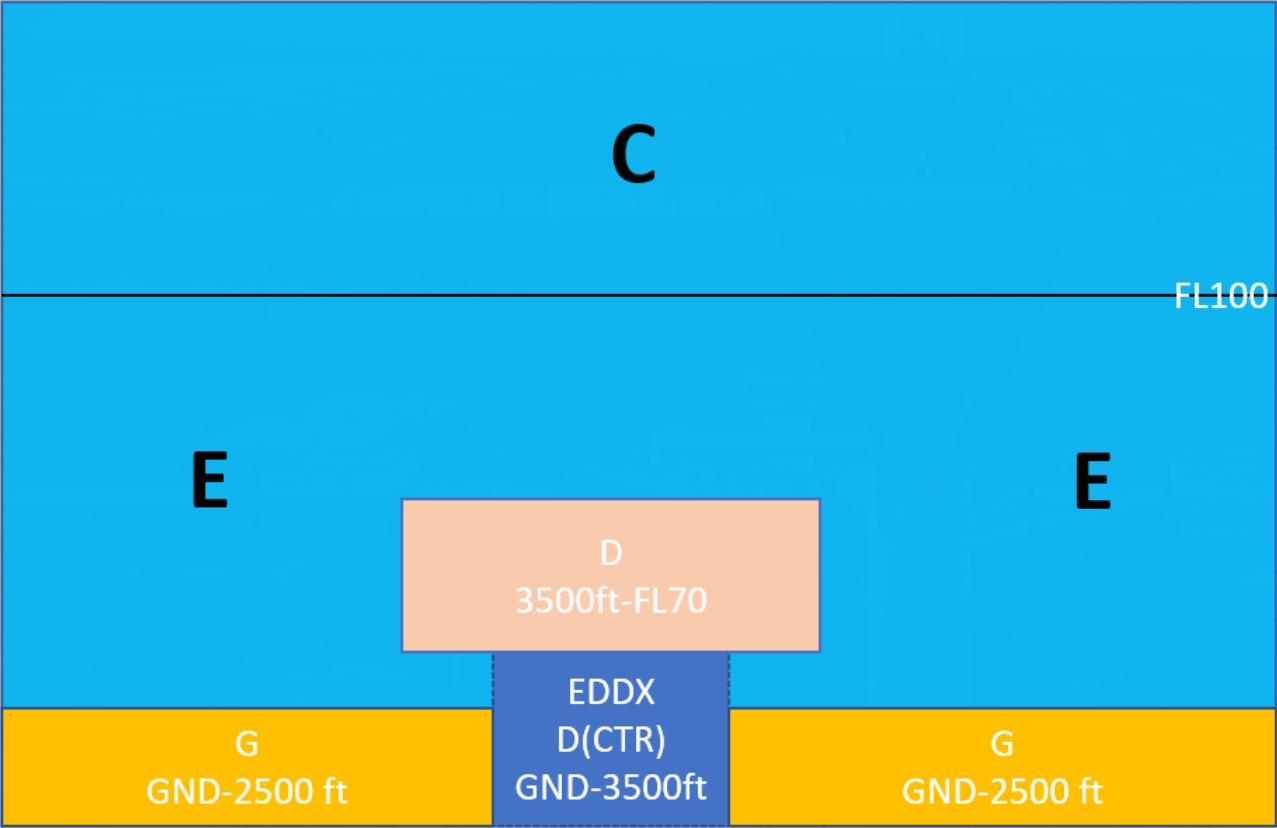 C
FL100
E
E
D
3500ft-FL70
EDDX
D(CTR)
GND-3500ft
G
GND-2500 ft
G
GND-2500 ft